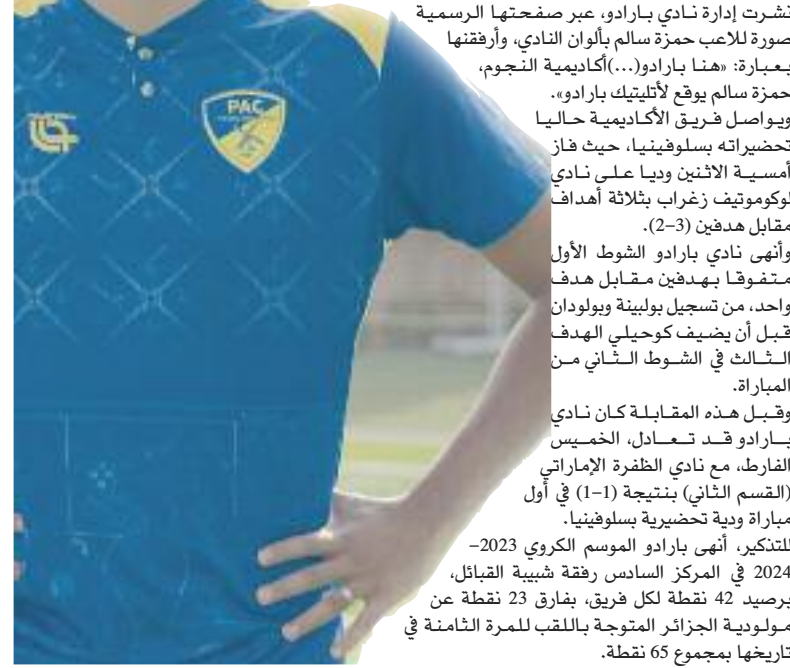 نشرت إدارة نادي بارادو، عبر صفحتها الرسمية
صورة للاعب حمزة سالم بألوان النادي، وأرفقتها
بعبارة: «هنا بارادو(...)أكاديمية النجوم،
حمزة سالم يوقع لأتليتيك بارادو».
ويواصل فريق الأكاديمية حاليا
تحضيراته بسلوفينيا، حيث فاز
أمسية الاثنين وديا على نادي
لوكوموتيف زغراب بثلاثة أهداف
مقابل هدفين (3–2).
وأنهى نادي بارادو الشوط الأول
متفوقا بهدفين مقابل هدف
واحد، من تسجيل بولبينة وبولودان
قبل أن يضيف كوحيلي الهدف
الثالث في الشوط الثاني من
المباراة.
وقبل هذه المقابلة كان نادي
بارادو قد تعادل، الخميس
الفارط، مع نادي الظفرة الإماراتي
(القسم الثاني) بنتيجة (1–1) في أول
مباراة ودية تحضيرية بسلوفينيا.
للتذكير، أنهى بارادو الموسم الكروي 2023–
2024 في المركز السادس رفقة شبيبة القبائل،
برصيد 42 نقطة لكل فريق، بفارق 23 نقطة عن
مولودية الجزائر المتوجة باللقب للمرة الثامنة في
تاريخها بمجموع 65 نقطة.
PAC